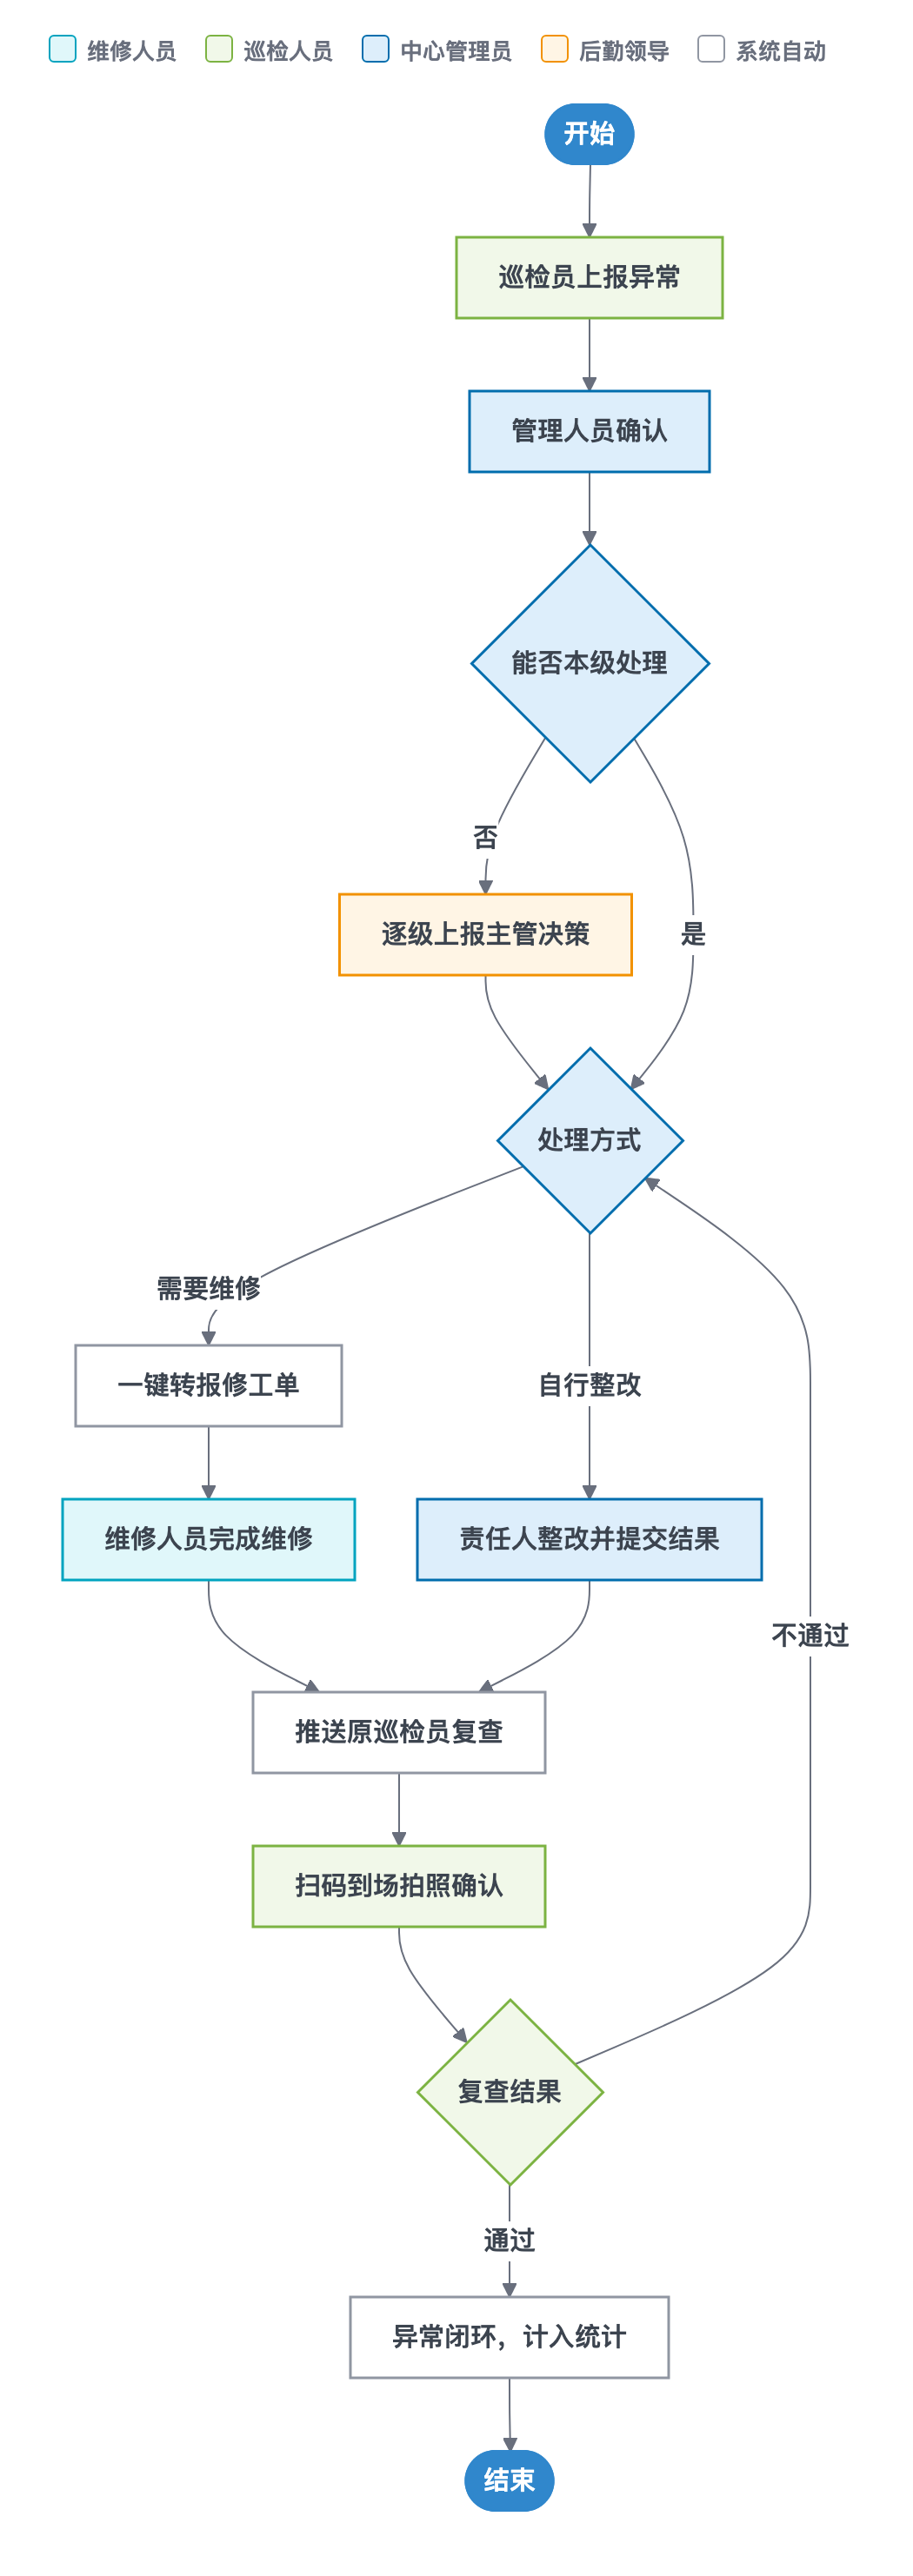 维修人员 巡检人员 中心管理员 后勤领导 系统自动
开始
巡检员上报异常
管理人员确认
能否本级处理
否
逐级上报主管决策
是
处理方式
需要维修
一键转报修工单
自行整改
维修人员完成维修
责任人整改并提交结果
不通过
推送原巡检员复查
扫码到场拍照确认
复查结果
通过
异常闭环，计入统计
结束